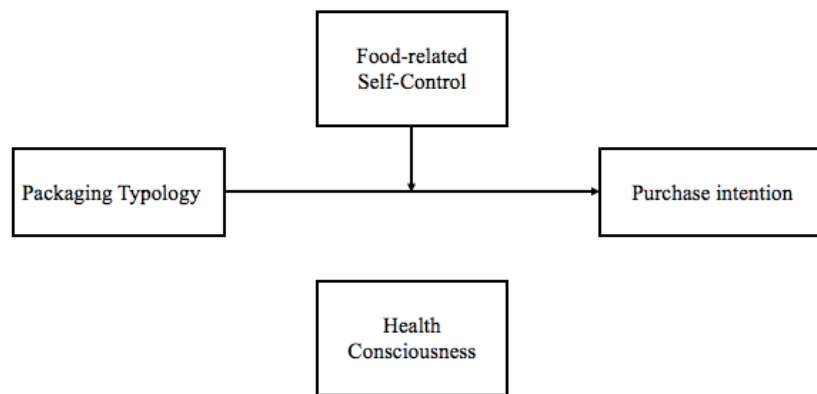 Food-related
Self-Control
Packaging Typology
Purchase intention
Health
Consciousness